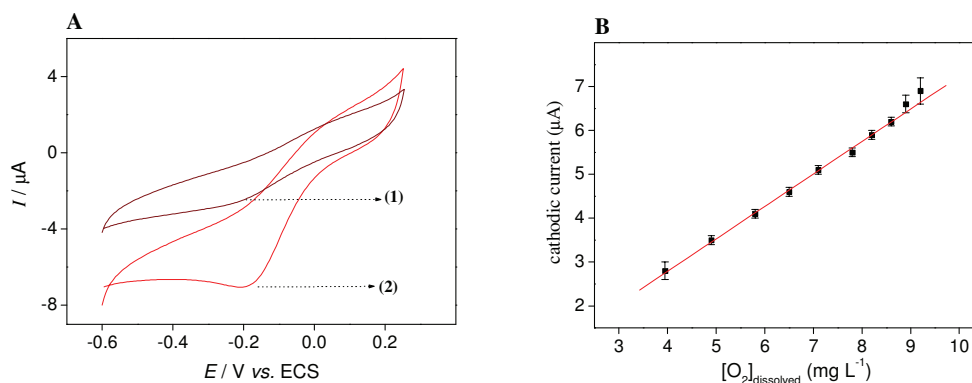 A
4
0
-4
-8
I / µA
(1)
(2)
-0.6 -0.4 -0.2 0.0 0.2
E / V vs. ECS
B
7
6
5
4
3
2
cathodic current (µA)
3 4 5 6 7 8 9 10
[O2]dissolved (mg L-1)